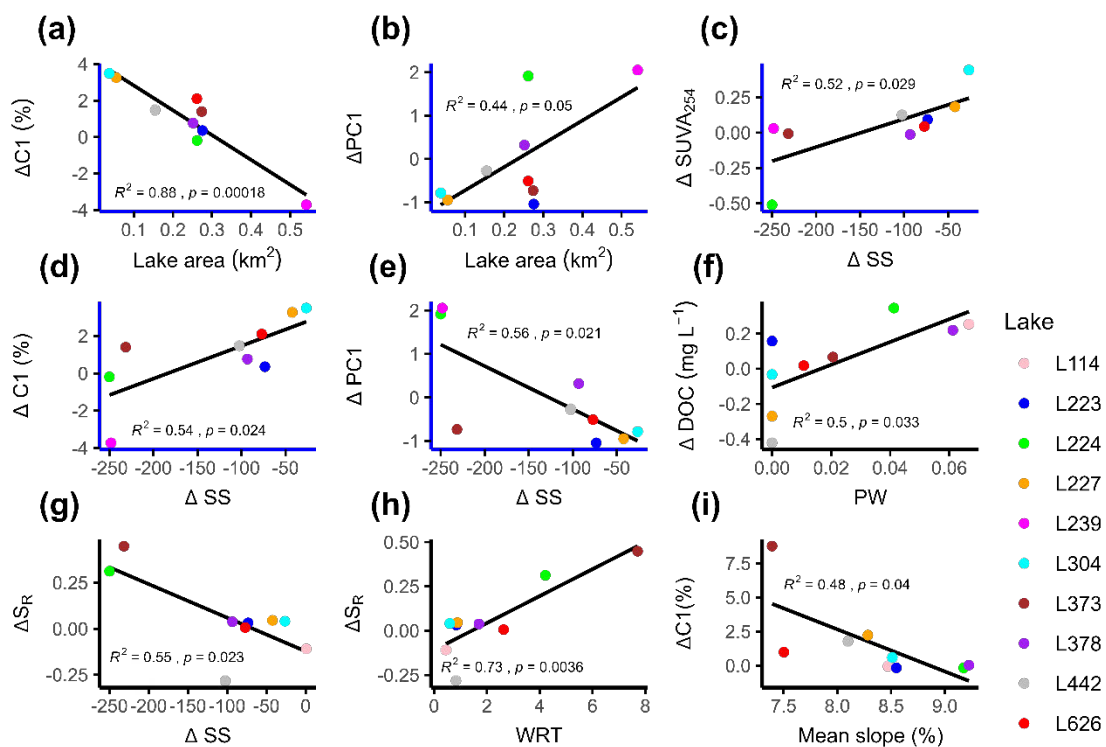 (a)
ΔC1 (%)
4
2
0
-2
-4
R² = 0.88 , p = 0.00018
0.0 0.1 0.2 0.3 0.4 0.5
Lake area (km²)
(b)
ΔPC1
2
1
0
-1
R² = 0.44 , p = 0.05
0.1 0.2 0.3 0.4 0.5
Lake area (km²)
(c)
Δ SUVA₂₅₄
0.25
0.00
-0.25
-0.50
R² = 0.52 , p = 0.029
-250 -200 -150 -100 -50
Δ SS
(d)
Δ C1 (%)
2
0
-2
-4
R² = 0.54 , p = 0.024
-250 -200 -150 -100 -50
Δ SS
(e)
Δ PC1
2
1
0
-1
R² = 0.56 , p = 0.021
-250 -200 -150 -100 -50
Δ SS
(f)
Δ DOC (mg L⁻¹)
0.2
0.0
-0.2
-0.4
R² = 0.5 , p = 0.033
0.00 0.02 0.04 0.06
PW
(g)
ΔS_R
0.25
0.00
-0.25
R² = 0.55 , p = 0.023
-250 -200 -150 -100 -50 0
Δ SS
(h)
ΔS_R
0.50
0.25
0.00
-0.25
R² = 0.73 , p = 0.0036
0 2 4 6 8
WRT
(i)
ΔC1(%)
7.5
5.0
2.5
0.0
R² = 0.48 , p = 0.04
7.5 8.0 8.5 9.0
Mean slope (%)
Lake
L114
L223
L224
L227
L239
L304
L373
L378
L442
L626